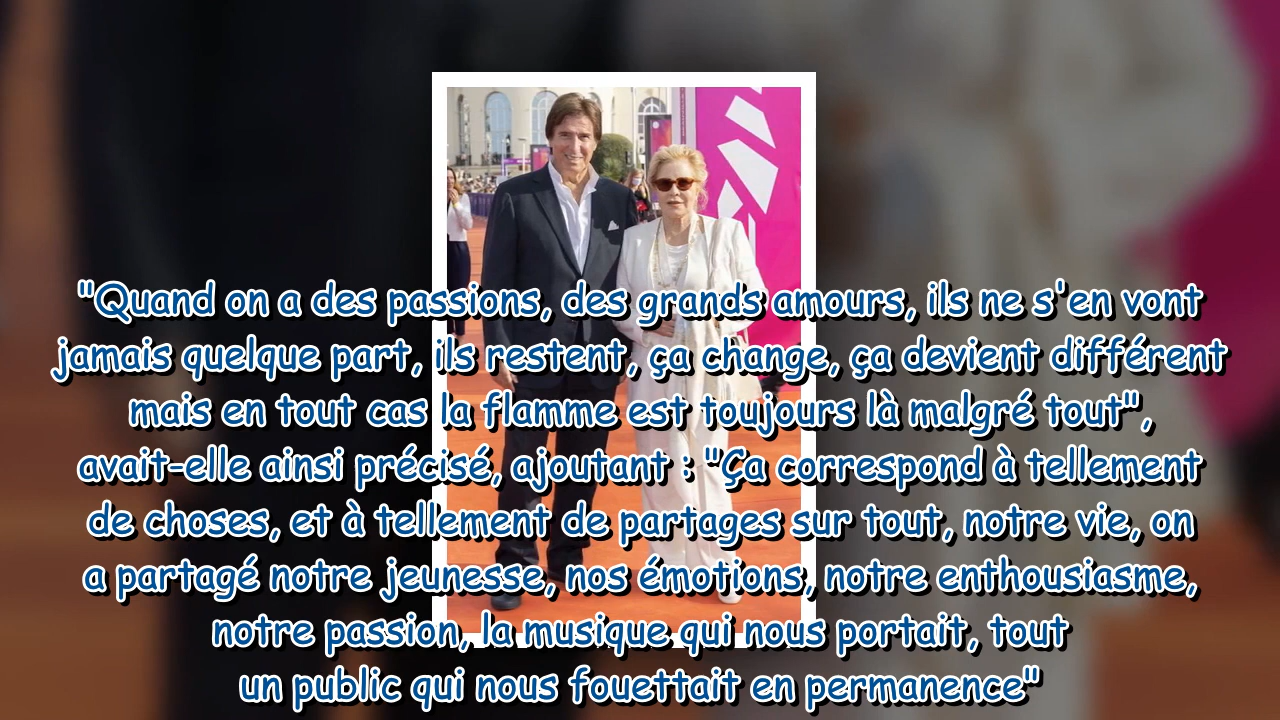 "Quand on a des passions, des grands amours, ils ne s'en vont
jamais quelque part, ils restent, ça change, ça devient différent
mais en tout cas la flamme est toujours là malgré tout",
avait-elle ainsi précisé, ajoutant : "Ça correspond à tellement
de choses, et à tellement de partages sur tout, notre vie, on
a partagé notre jeunesse, nos émotions, notre enthousiasme,
notre passion, la musique qui nous portait, tout
un public qui nous fouettait en permanence"